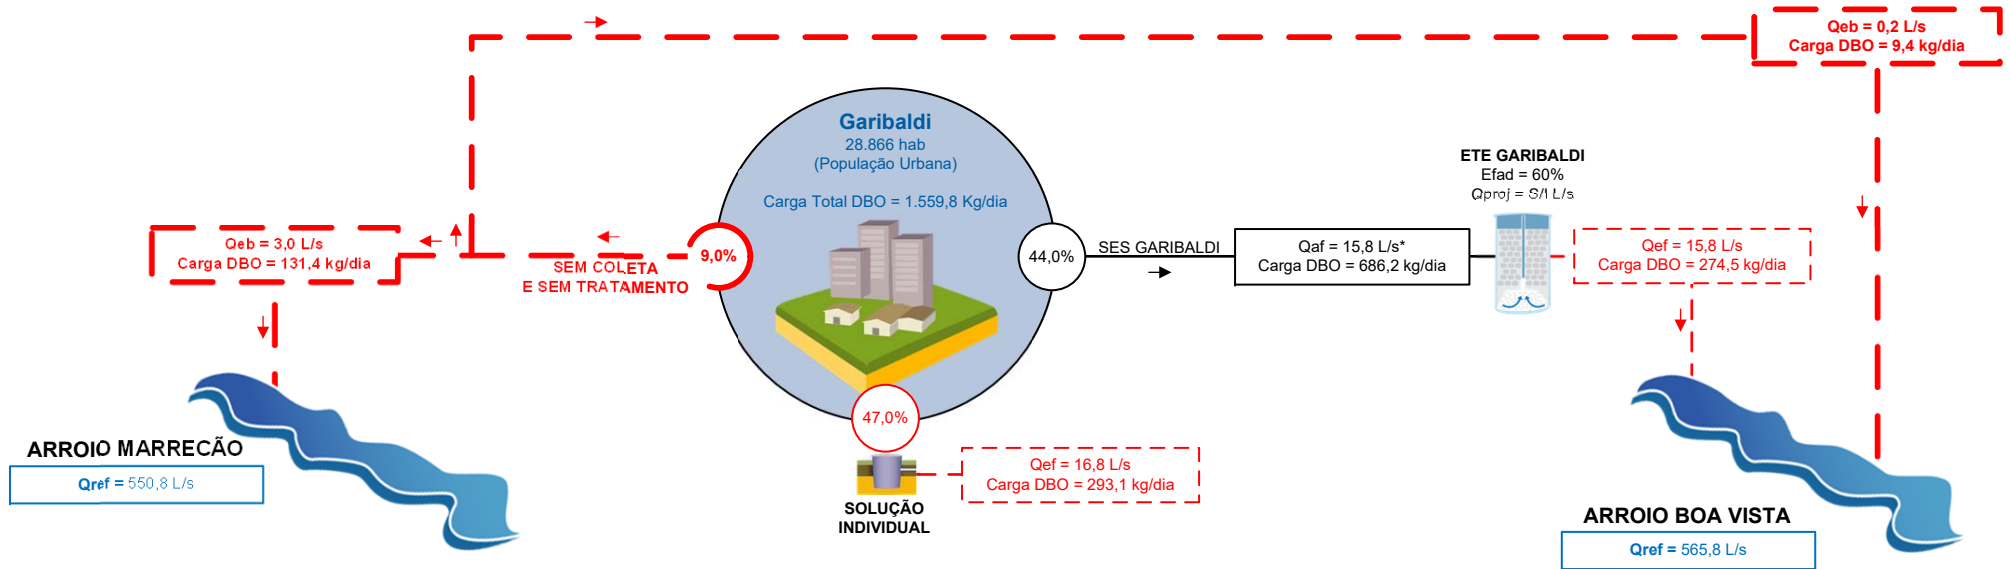 Qeb = 0,2 L/s
Carga DBO = 9,4 kg/dia
Garibaldi
28.866 hab
(População Urbana)
Carga Total DBO = 1.559,8 Kg/dia
ETE GARIBALDI
Efad = 60%
Qproj = S/I L/s
Qeb = 3,0 L/s
Carga DBO = 131,4 kg/dia
SEM COLETA
E SEM TRATAMENTO
9,0%
44,0%
SES GARIBALDI
Qaf = 15,8 L/s*
Carga DBO = 686,2 kg/dia
Qef = 15,8 L/s
Carga DBO = 274,5 kg/dia
47,0%
ARROIO MARRECÃO
Qref = 550,8 L/s
Qef = 16,8 L/s
Carga DBO = 293,1 kg/dia
SOLUÇÃO
INDIVIDUAL
ARROIO BOA VISTA
Qref = 565,8 L/s